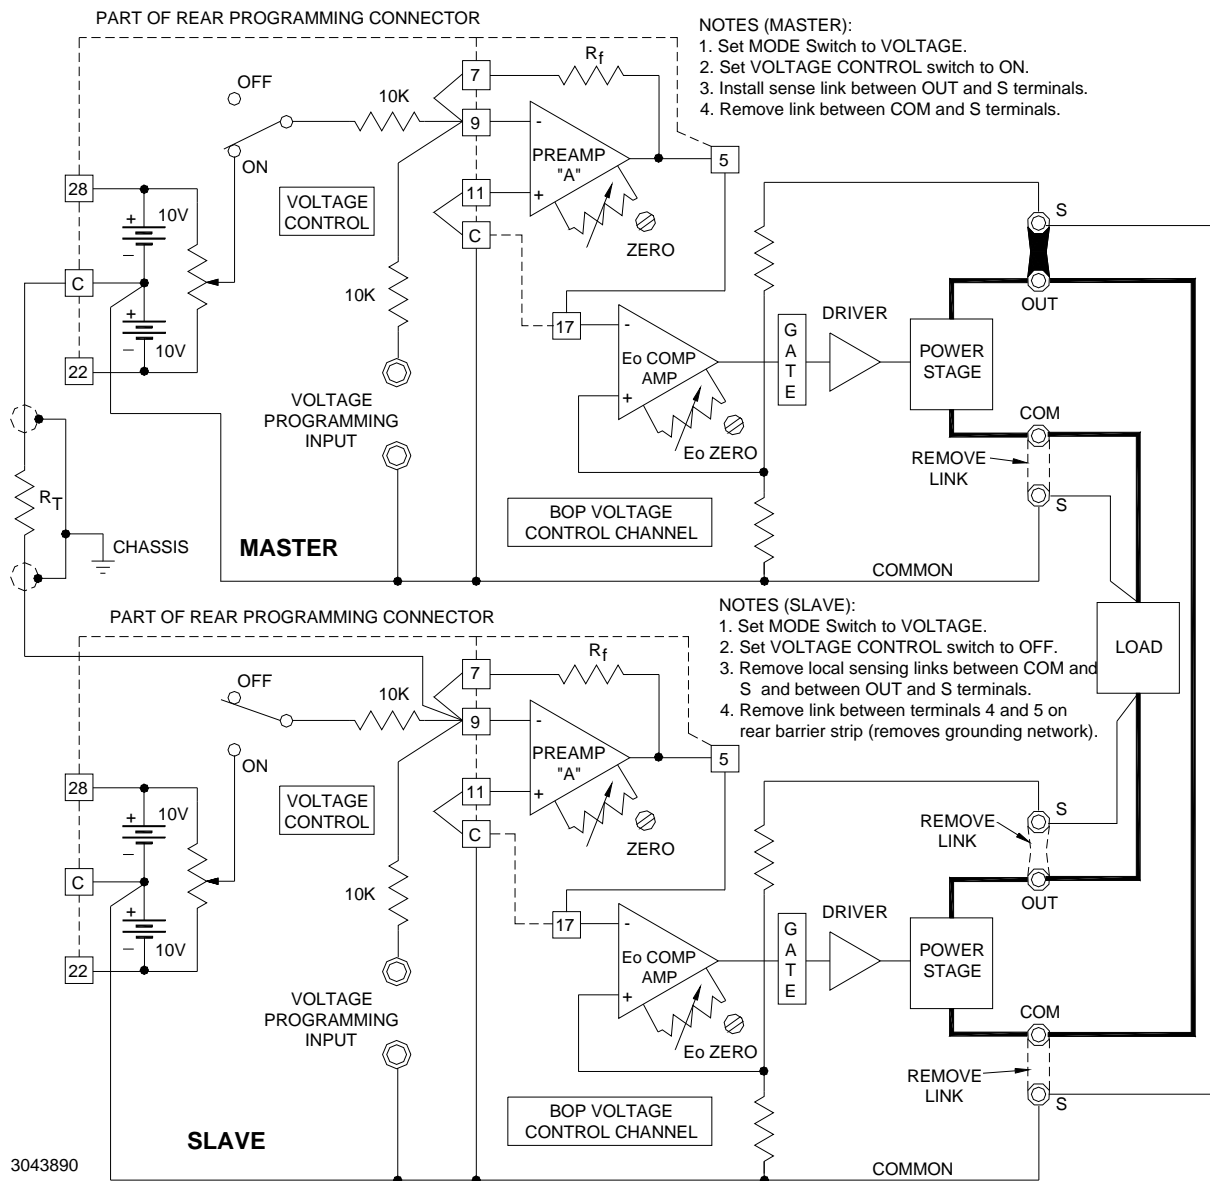 PART OF REAR PROGRAMMING CONNECTOR
NOTES (MASTER):
1. Set MODE Switch to VOLTAGE.
2. Set VOLTAGE CONTROL switch to ON.
3. Install sense link between OUT and S terminals.
4. Remove link between COM and S terminals.
Rf
7
OFF
10K
9
-
ON
PREAMP
"A"
5
28
11
+
VOLTAGE
CONTROL
+
10V
–
C
ZERO
S
C
10K
OUT
+
–
10V
17
-
DRIVER
GATE
POWER
STAGE
22
Eo COMP
AMP
+
VOLTAGE
PROGRAMMING
INPUT
COM
Eo ZERO
REMOVE
LINK
RT
S
BOP VOLTAGE
CONTROL CHANNEL
CHASSIS
MASTER
COMMON
PART OF REAR PROGRAMMING CONNECTOR
NOTES (SLAVE):
1. Set MODE Switch to VOLTAGE.
2. Set VOLTAGE CONTROL switch to OFF.
3. Remove local sensing links between COM and
S and between OUT and S terminals.
4. Remove link between terminals 4 and 5 on
rear barrier strip (removes grounding network).
LOAD
Rf
7
OFF
10K
9
-
ON
PREAMP
"A"
5
28
11
+
VOLTAGE
CONTROL
+
10V
–
C
ZERO
S
REMOVE
LINK
C
10K
OUT
+
–
10V
17
-
DRIVER
GATE
POWER
STAGE
22
Eo COMP
AMP
+
VOLTAGE
PROGRAMMING
INPUT
COM
Eo ZERO
REMOVE
LINK
S
BOP VOLTAGE
CONTROL CHANNEL
SLAVE
COMMON
3043890